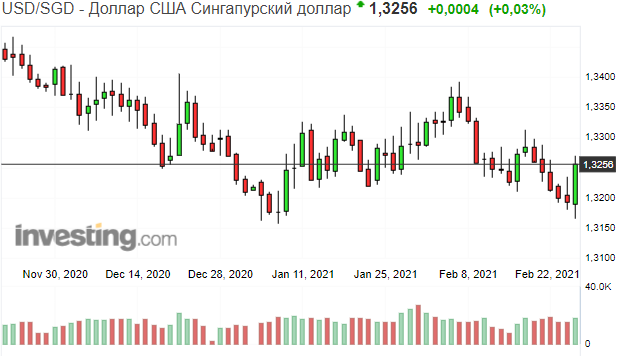 USD/SGD - Доллар США Сингапурский доллар 1,3256 +0,0004 (+0,03%)
1,3400
1,3350
1,3300
1,3256
1,3200
1,3150
1,3100
investing.com
Nov 30, 2020 Dec 14, 2020 Dec 28, 2020 Jan 11, 2021 Jan 25, 2021 Feb 8, 2021 Feb 22, 2021
40.0K
0